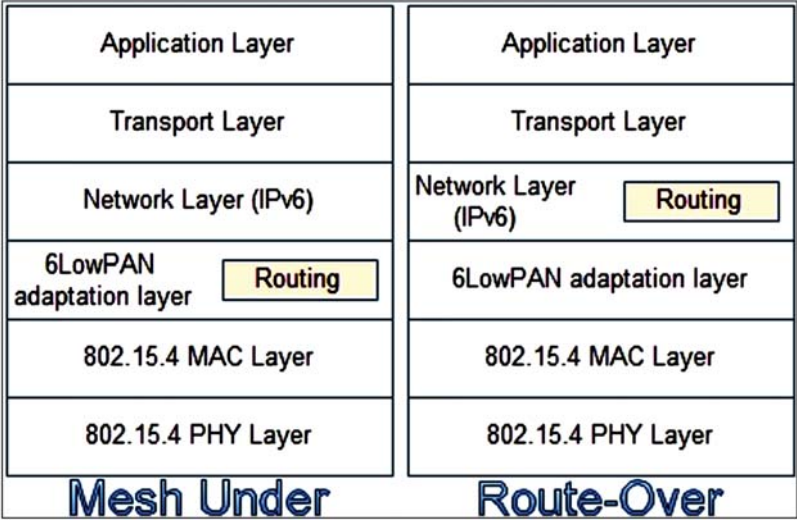 Application Layer
Transport Layer
Network Layer (IPv6)
6LowPAN
adaptation layer
Routing
802.15.4 MAC Layer
802.15.4 PHY Layer
Mesh Under
Application Layer
Transport Layer
Network Layer
(IPv6)
Routing
6LowPAN adaptation layer
802.15.4 MAC Layer
802.15.4 PHY Layer
Route-Over